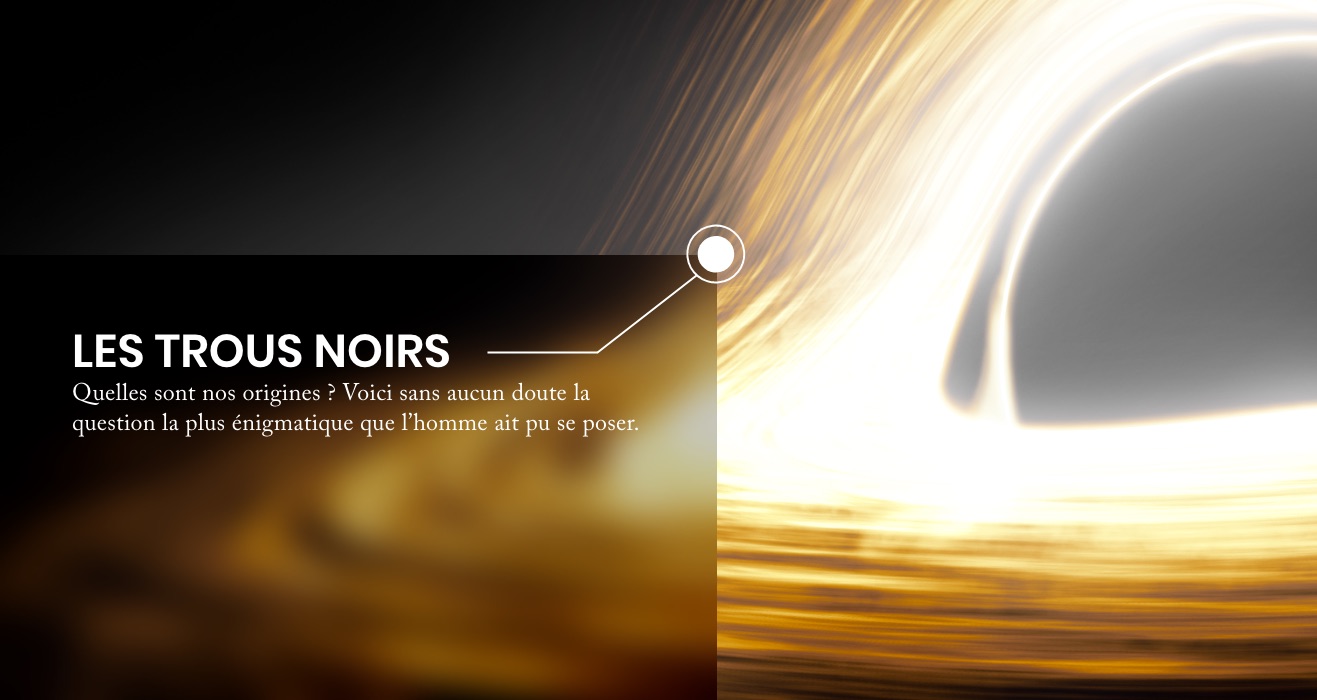 LES TROUS NOIRS
Quelles sont nos origines ? Voici sans aucun doute la
question la plus énigmatique que l’homme ait pu se poser.